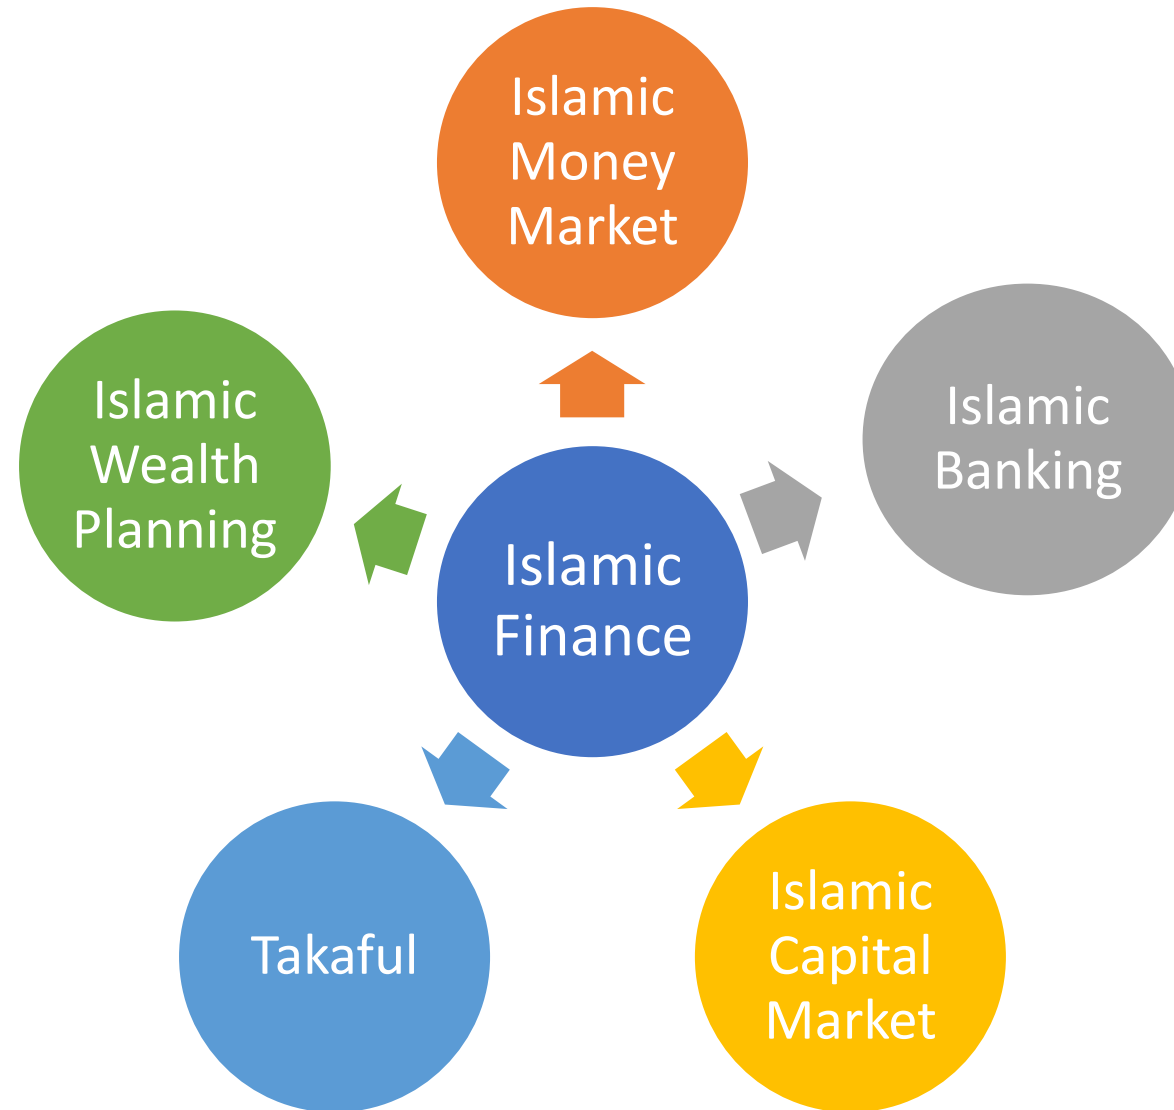 Islamic
Money
Market
Islamic
Banking
Islamic
Capital
Market
Takaful
Islamic
Wealth
Planning
Islamic
Finance